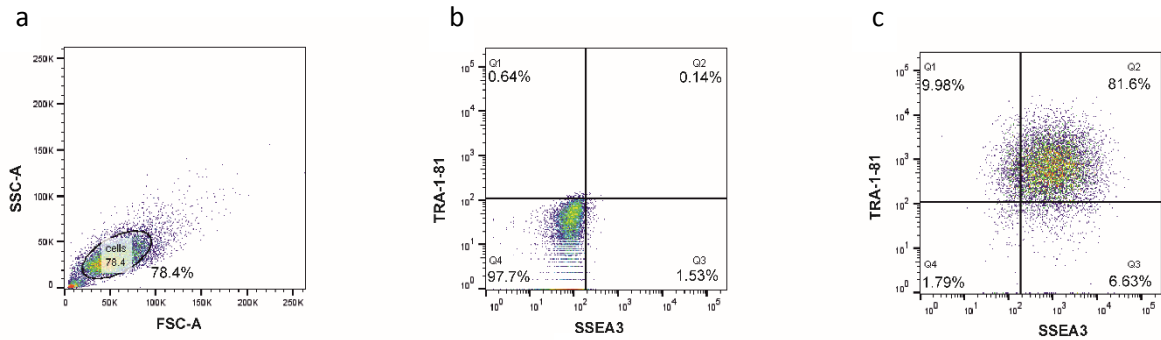 a
250K
200K
150K
100K
50K
0
SSC-A
cells
78.4
78.4%
0 50K 100K 150K 200K 250K
FSC-A
b
Q1
0.64%
Q2
0.14%
10^5
10^4
10^3
10^2
10^1
10^0
TRA-1-81
Q4
97.7%
Q3
1.53%
10^0 10^1 10^2 10^3 10^4 10^5
SSEA3
c
Q1
9.98%
Q2
81.6%
10^5
10^4
10^3
10^2
10^1
10^0
TRA-1-81
Q4
1.79%
Q3
6.63%
10^0 10^1 10^2 10^3 10^4 10^5
SSEA3